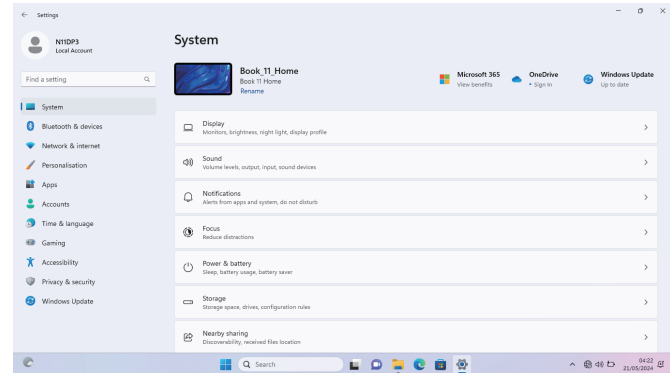 Settings
N11DP3
Local Account
Find a setting
System
Bluetooth & devices
Network & internet
Personalisation
Apps
Accounts
Time & language
Gaming
Accessibility
Privacy & security
Windows Update
System
Book_11_Home
Book 11 Home
Rename
Microsoft 365
View benefits
OneDrive
• Sign in
Windows Update
Up to date
Display
Monitors, brightness, night light, display profile
Sound
Volume levels, output, input, sound devices
Notifications
Alerts from apps and system, do not disturb
Focus
Reduce distractions
Power & battery
Sleep, battery usage, battery saver
Storage
Storage space, drives, configuration rules
Nearby sharing
Discoverability, received files location
Search
04:22
21/05/2024